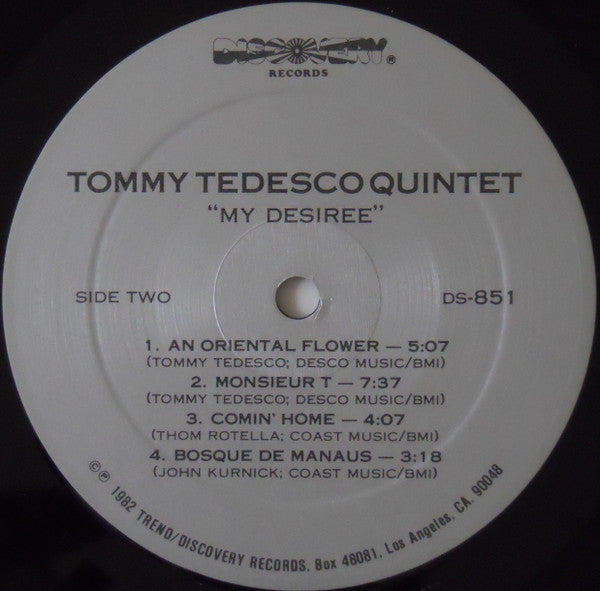 DISCOVERY®
RECORDS
TOMMY TEDESCO QUINTET
“MY DESIREE”
SIDE TWO
DS-851
1. AN ORIENTAL FLOWER — 5:07
(TOMMY TEDESCO; DESCO MUSIC/BMI)
2. MONSIEUR T — 7:37
(TOMMY TEDESCO; DESCO MUSIC/BMI)
3. COMIN’ HOME — 4:07
(THOM ROTELLA; COAST MUSIC/BMI)
4. BOSQUE DE MANAUS — 3:18
(JOHN KURNICK; COAST MUSIC/BMI)
© ℗ 1982 TREND/DISCOVERY RECORDS, Box 48081, Los Angeles, CA. 90048